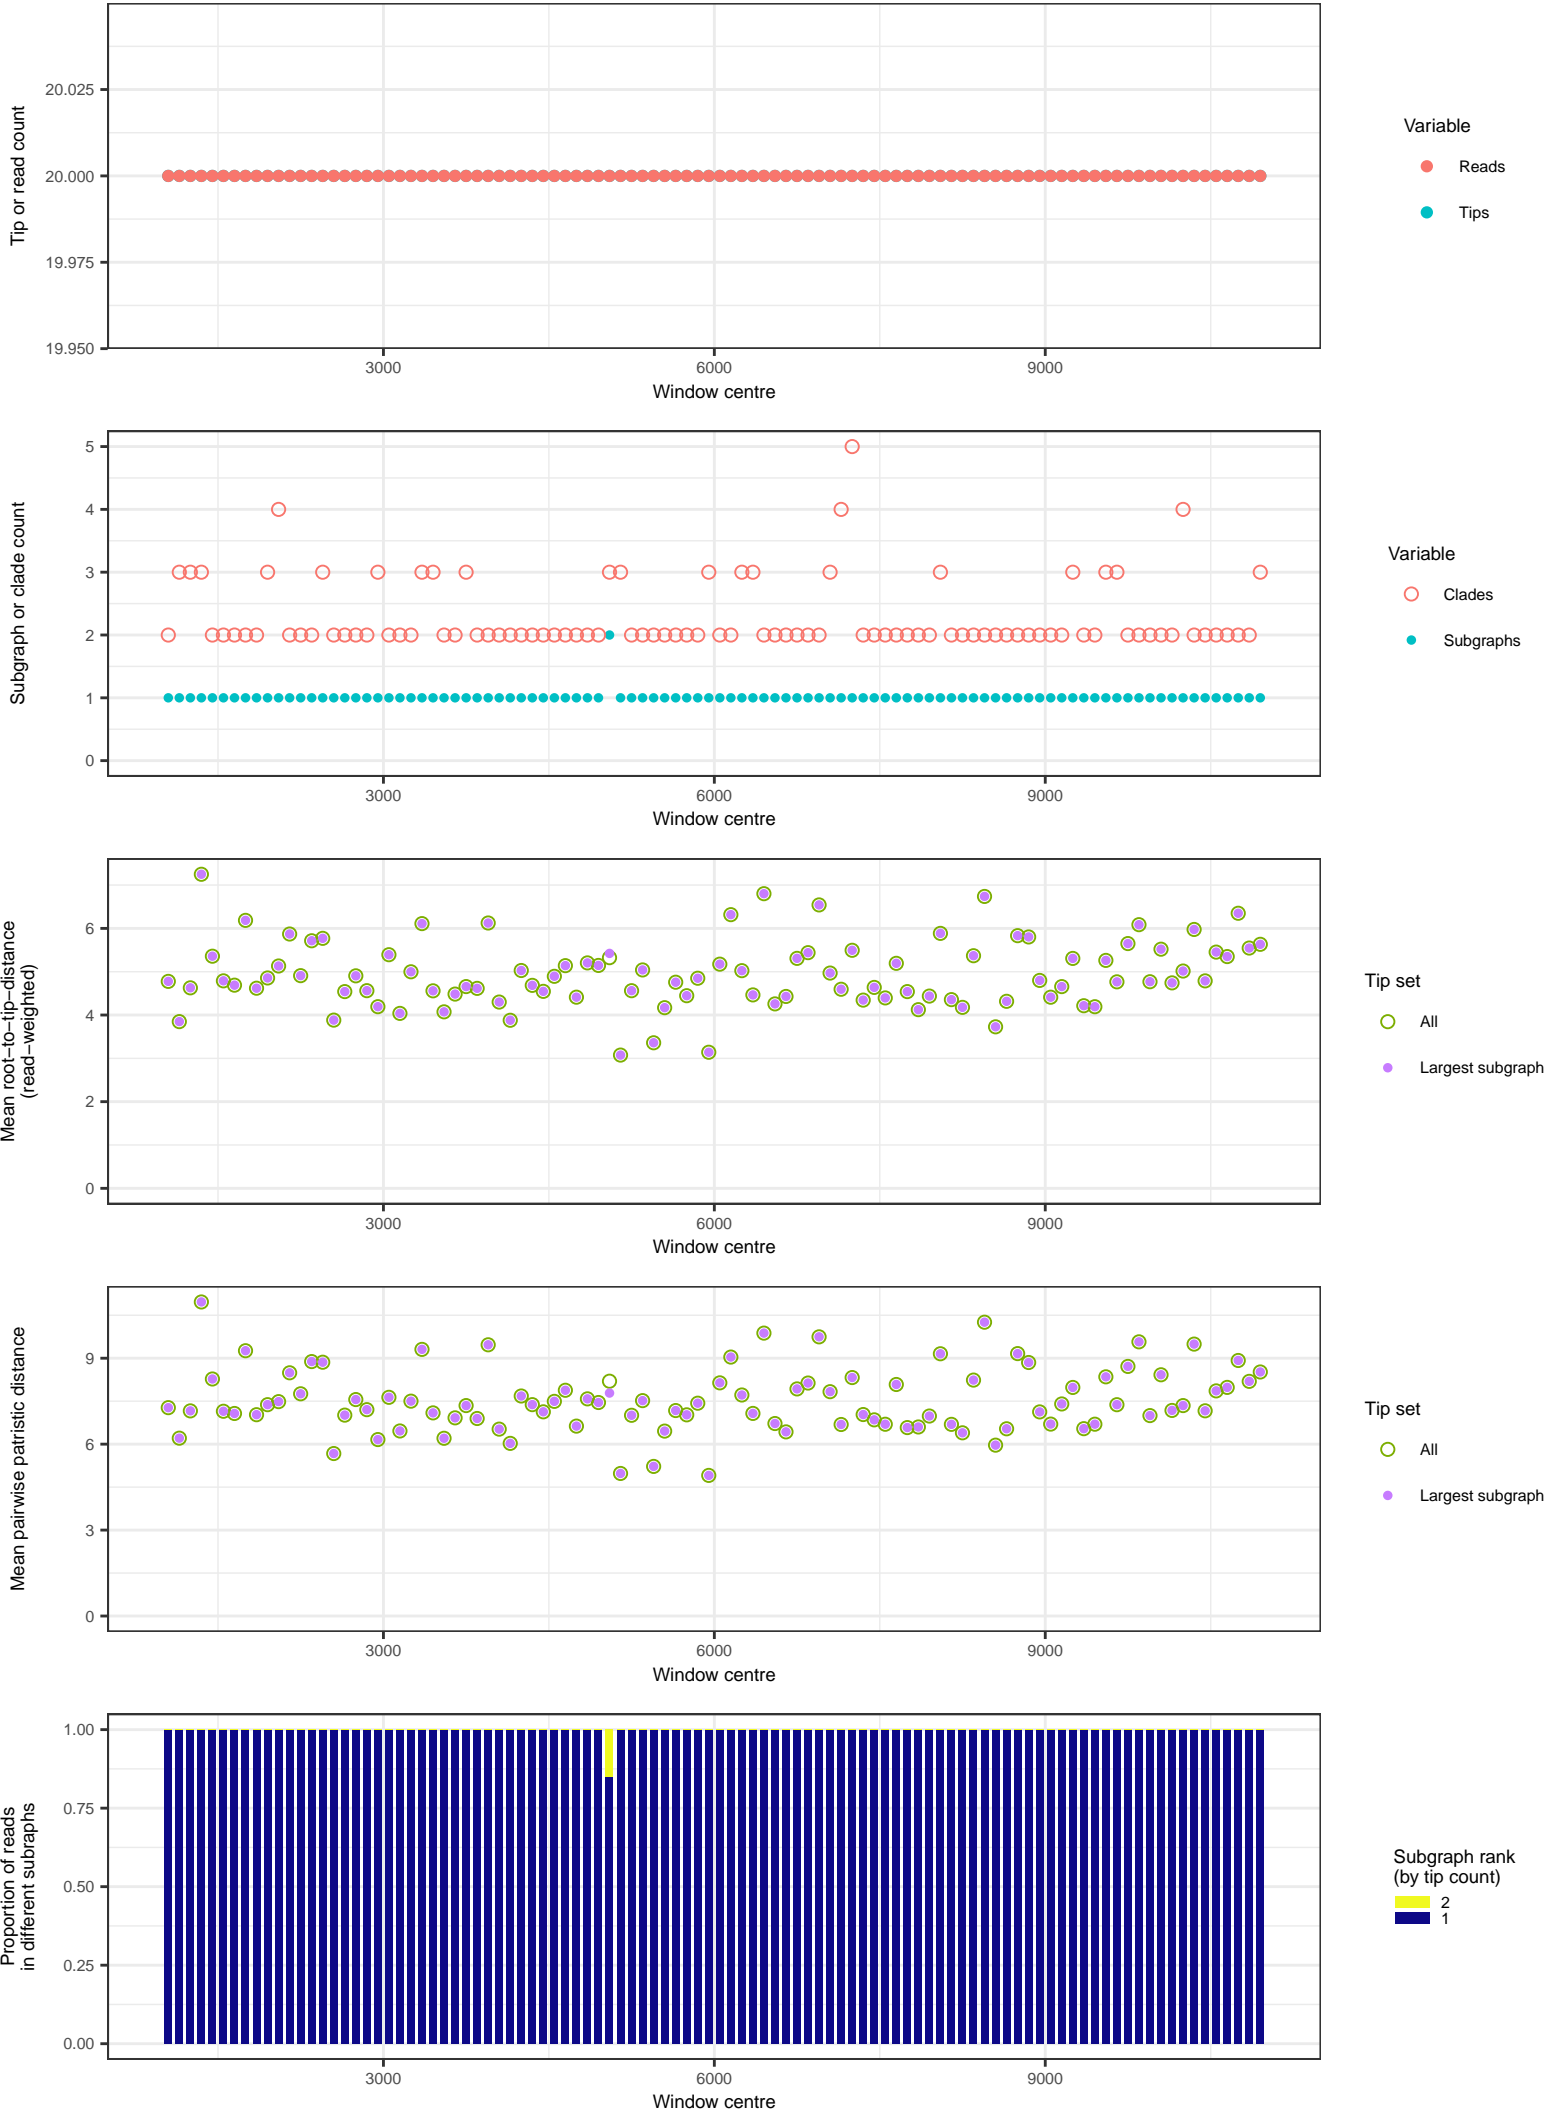 20.025
20.000
19.975
19.950
Tip or read count
3000
6000
9000
Window centre
Variable
Reads
Tips
5
4
3
2
1
0
Subgraph or clade count
3000
6000
9000
Window centre
Variable
Clades
Subgraphs
6
4
2
0
Mean root−to−tip−distance
(read−weighted)
3000
6000
9000
Window centre
Tip set
All
Largest subgraph
9
6
3
0
Mean pairwise patristic distance
3000
6000
9000
Window centre
Tip set
All
Largest subgraph
1.00
0.75
0.50
0.25
0.00
Proportion of reads
in different subraphs
3000
6000
9000
Window centre
Subgraph rank
(by tip count)
2
1